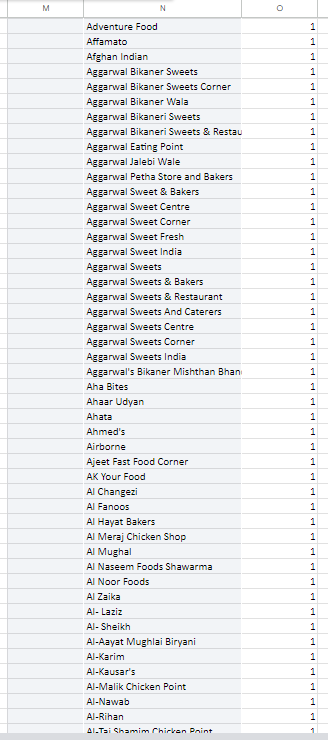 M N O
Adventure Food 1
Affamato 1
Afghan Indian 1
Aggarwal Bikaner Sweets 1
Aggarwal Bikaner Sweets Corner 1
Aggarwal Bikaner Wala 1
Aggarwal Bikaneri Sweets 1
Aggarwal Bikaneri Sweets & Restau 1
Aggarwal Eating Point 1
Aggarwal Jalebi Wale 1
Aggarwal Petha Store and Bakers 1
Aggarwal Sweet & Bakers 1
Aggarwal Sweet Centre 1
Aggarwal Sweet Corner 1
Aggarwal Sweet Fresh 1
Aggarwal Sweet India 1
Aggarwal Sweets 1
Aggarwal Sweets & Bakers 1
Aggarwal Sweets & Restaurant 1
Aggarwal Sweets And Caterers 1
Aggarwal Sweets Centre 1
Aggarwal Sweets Corner 1
Aggarwal Sweets India 1
Aggarwal's Bikaner Mishthan Bhan 1
Aha Bites 1
Ahaar Udyan 1
Ahata 1
Ahmed's 1
Airborne 1
Ajeet Fast Food Corner 1
AK Your Food 1
Al Changezi 1
Al Fanoos 1
Al Hayat Bakers 1
Al Meraj Chicken Shop 1
Al Mughal 1
Al Naseem Foods Shawarma 1
Al Noor Foods 1
Al Zaika 1
Al- Laziz 1
Al- Sheikh 1
Al-Aayat Mughlai Biryani 1
Al-Karim 1
Al-Kausar's 1
Al-Malik Chicken Point 1
Al-Nawab 1
Al-Rihan 1
Al-Taj Shamim Chicken Point 1